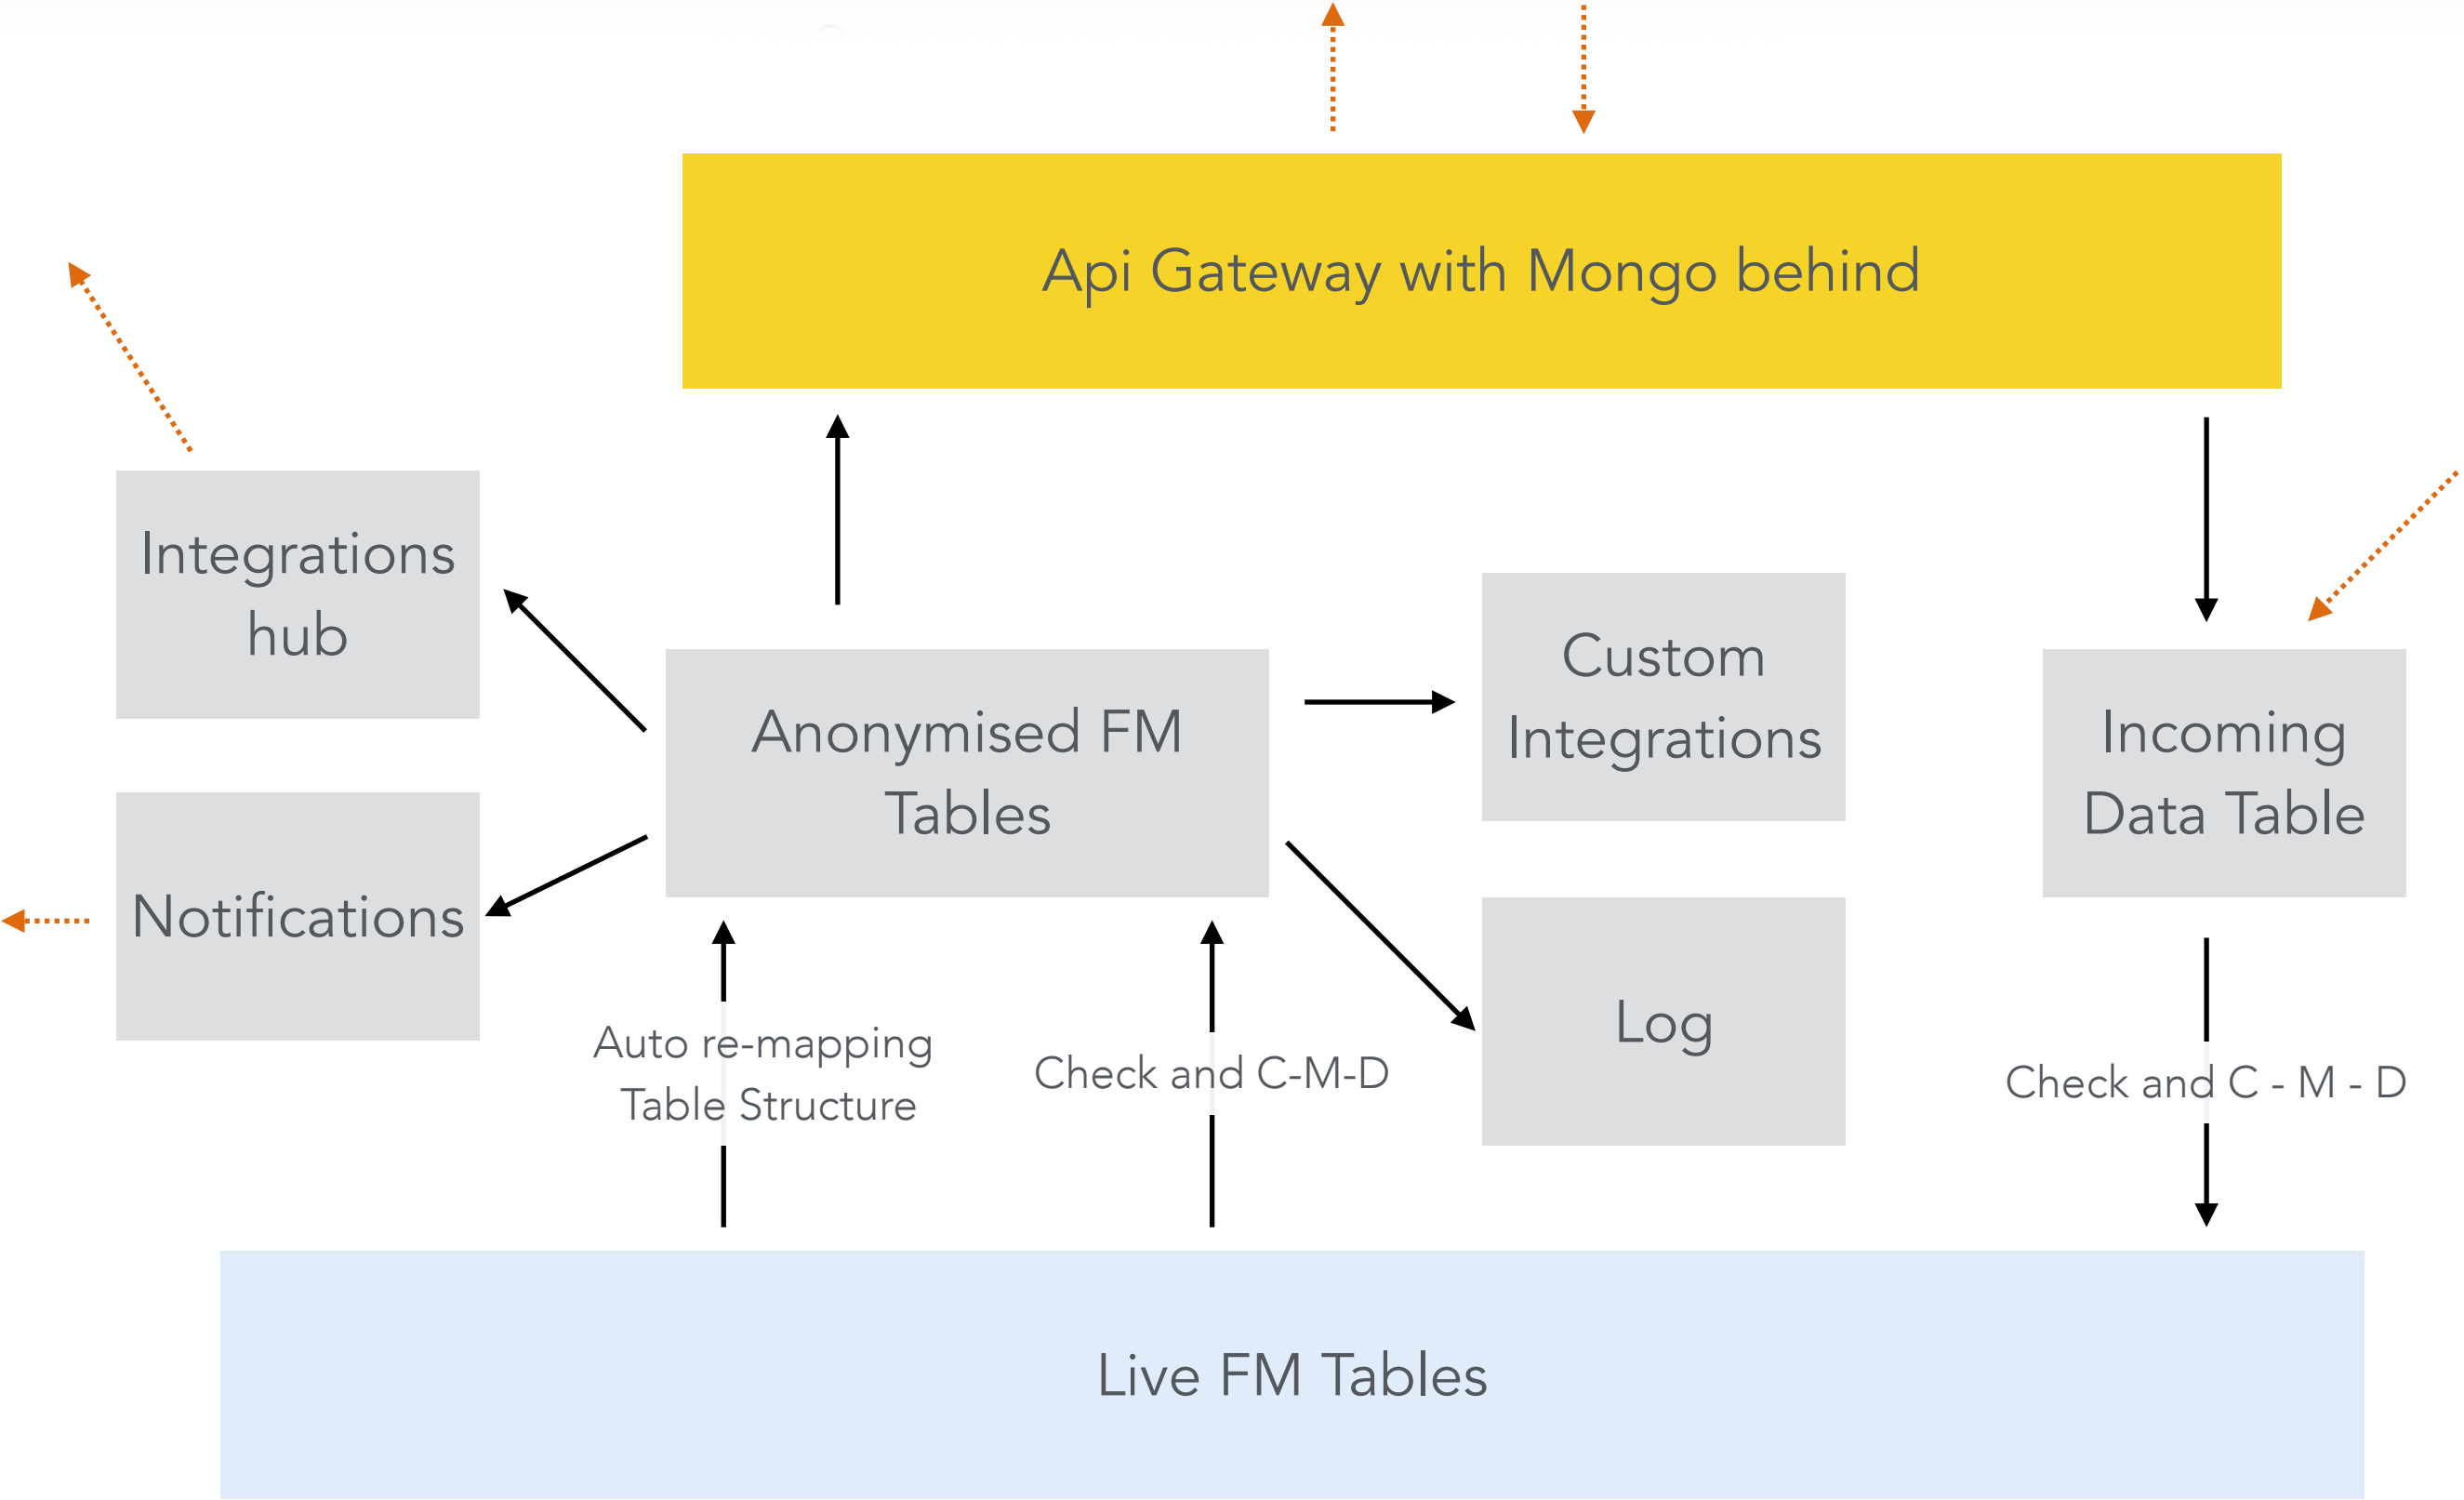 Api Gateway with Mongo behind
Integrations
hub
Custom
Integrations
Anonymised FM
Tables
Incoming
Data Table
Notifications
Log
Auto re-mapping
Table Structure
Check and C-M-D
Check and C - M - D
Live FM Tables